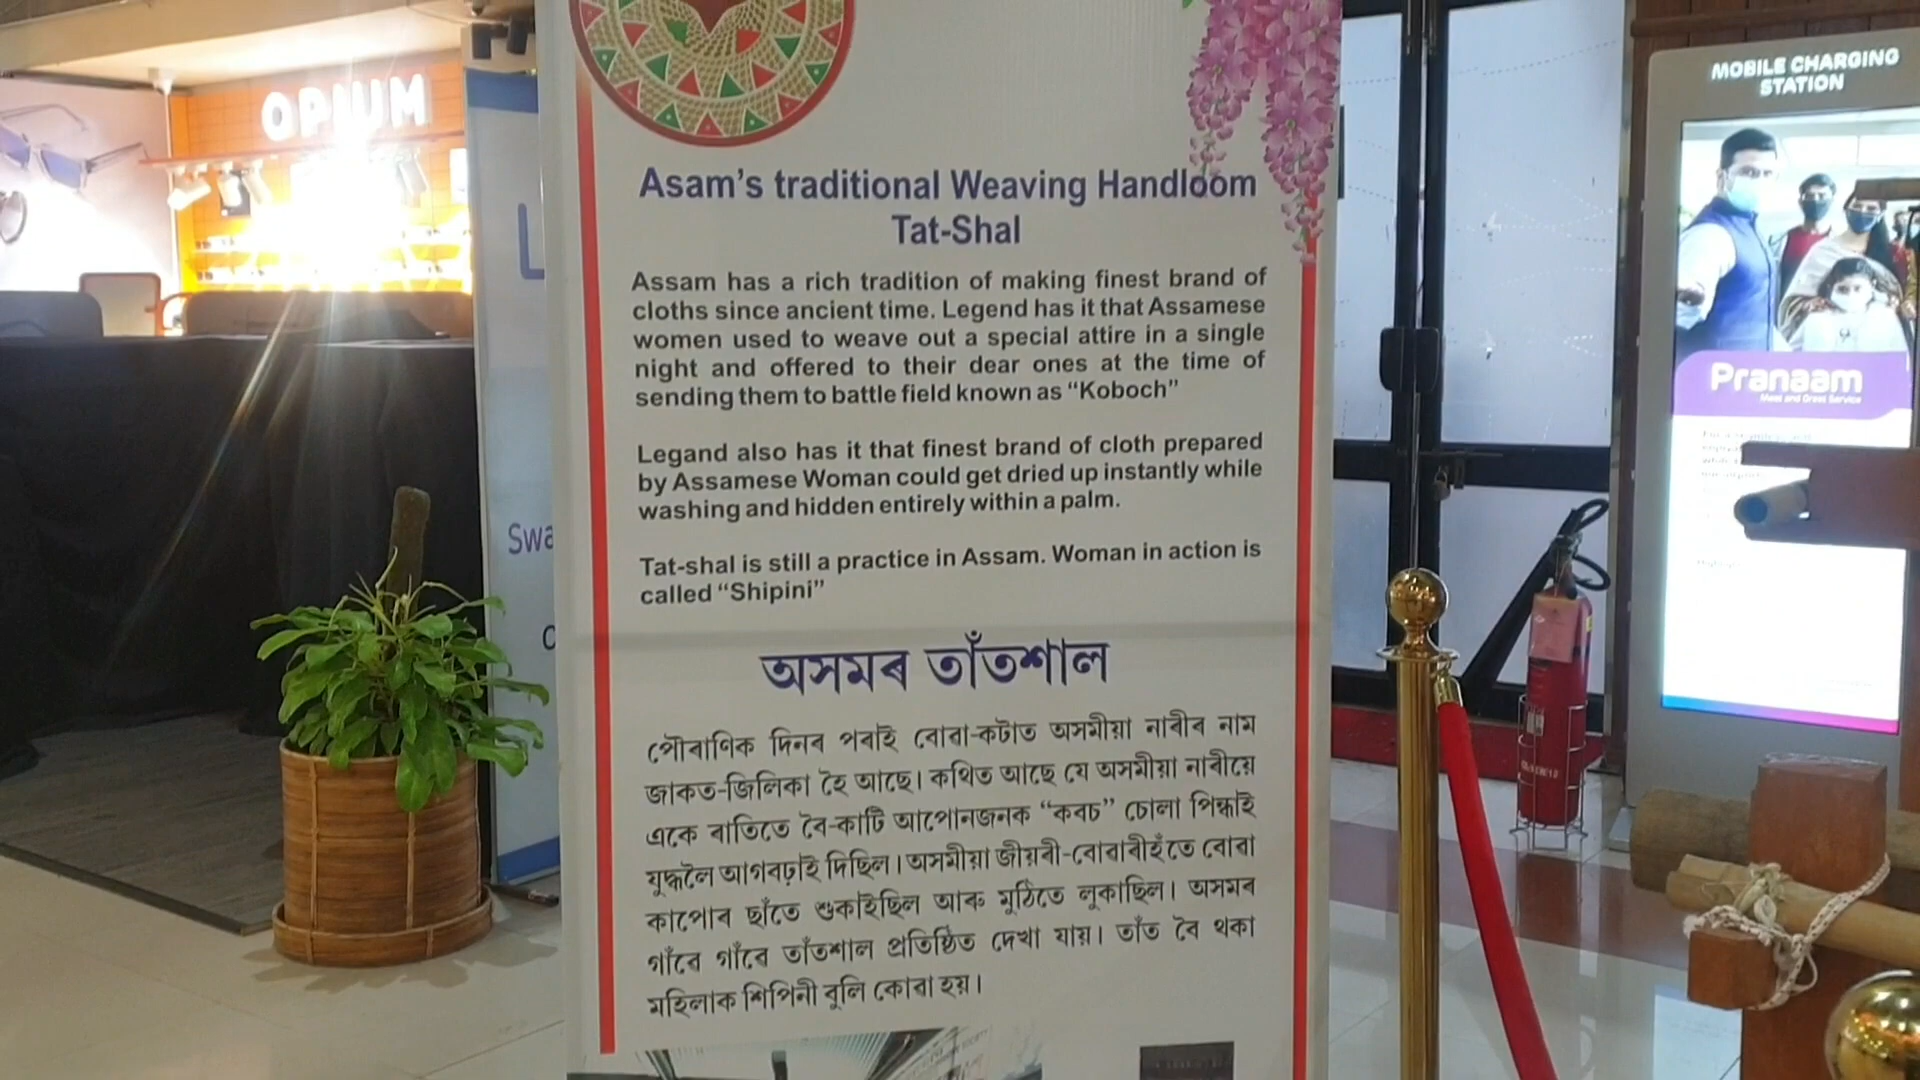 OPIUM
MOBILE CHARGING
STATION
Asam's traditional Weaving Handloom
Tat-Shal
Assam has a rich tradition of making finest brand of
cloths since ancient time. Legend has it that Assamese
women used to weave out a special attire in a single
night and offered to their dear ones at the time of
sending them to battle field known as “Koboch”
Legand also has it that finest brand of cloth prepared
by Assamese Woman could get dried up instantly while
washing and hidden entirely within a palm.
Tat-shal is still a practice in Assam. Woman in action is
called “Shipini”
অসমৰ তাঁতশাল
পৌৰাণিক দিনৰ পৰাই বোৱা-কটাত অসমীয়া নাৰীৰ নাম
জাকত-জিলিকা হৈ আছে। কথিত আছে যে অসমীয়া নাৰীয়ে
একে ৰাতিতে বৈ-কাটি আপোনজনক “কবচ” চোলা পিন্ধাই
যুদ্ধলৈ আগবঢ়াই দিছিল। অসমীয়া জীয়ৰী-বোৱাৰীহঁতে বোৱা
কাপোৰ ছাঁতে শুকাইছিল আৰু মুঠিতে লুকাছিল। অসমৰ
গাঁৱে গাঁৱে তাঁতশাল প্ৰতিষ্ঠিত দেখা যায়। তাঁত বৈ থকা
মহিলাক শিপিনী বুলি কোৱা হয়।
Swa
Pranaam
Meet and Greet Service